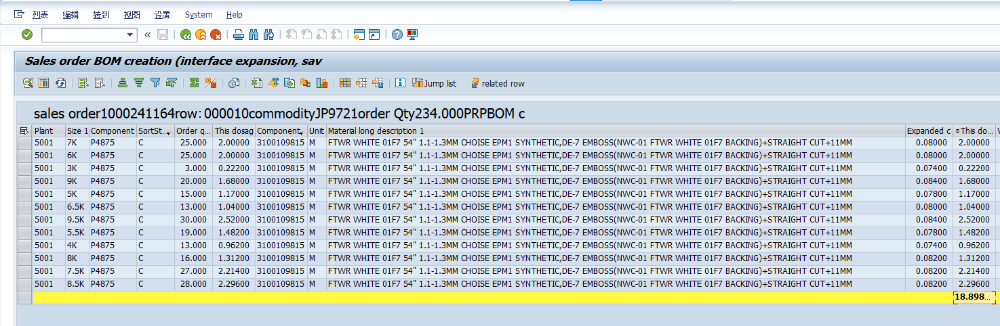 列表 编辑 转到 视图 设置 System Help
«
Sales order BOM creation (interface expansion, sav
Jump list related row
sales order1000241164row:000010commodityJP9721order Qty234.000PRPBOM c
Plant Size 1 Component SortSt... Order q... This dosag Component Unit Material long description 1 Expanded c This do...
5001 7K P4875 C 25.000 2.00000 3100109815 M FTWR WHITE 01F7 54" 1.1-1.3MM CHOISE EPM1 SYNTHETIC,DE-7 EMBOSS(NWC-01 FTWR WHITE 01F7 BACKING)+STRAIGHT CUT+11MM 0.08000 2.00000
5001 6K P4875 C 25.000 2.00000 3100109815 M FTWR WHITE 01F7 54" 1.1-1.3MM CHOISE EPM1 SYNTHETIC,DE-7 EMBOSS(NWC-01 FTWR WHITE 01F7 BACKING)+STRAIGHT CUT+11MM 0.08000 2.00000
5001 3K P4875 C 3.000 0.22200 3100109815 M FTWR WHITE 01F7 54" 1.1-1.3MM CHOISE EPM1 SYNTHETIC,DE-7 EMBOSS(NWC-01 FTWR WHITE 01F7 BACKING)+STRAIGHT CUT+11MM 0.07400 0.22200
5001 9K P4875 C 20.000 1.68000 3100109815 M FTWR WHITE 01F7 54" 1.1-1.3MM CHOISE EPM1 SYNTHETIC,DE-7 EMBOSS(NWC-01 FTWR WHITE 01F7 BACKING)+STRAIGHT CUT+11MM 0.08400 1.68000
5001 5K P4875 C 15.000 1.17000 3100109815 M FTWR WHITE 01F7 54" 1.1-1.3MM CHOISE EPM1 SYNTHETIC,DE-7 EMBOSS(NWC-01 FTWR WHITE 01F7 BACKING)+STRAIGHT CUT+11MM 0.07800 1.17000
5001 6.5K P4875 C 13.000 1.04000 3100109815 M FTWR WHITE 01F7 54" 1.1-1.3MM CHOISE EPM1 SYNTHETIC,DE-7 EMBOSS(NWC-01 FTWR WHITE 01F7 BACKING)+STRAIGHT CUT+11MM 0.08000 1.04000
5001 9.5K P4875 C 30.000 2.52000 3100109815 M FTWR WHITE 01F7 54" 1.1-1.3MM CHOISE EPM1 SYNTHETIC,DE-7 EMBOSS(NWC-01 FTWR WHITE 01F7 BACKING)+STRAIGHT CUT+11MM 0.08400 2.52000
5001 5.5K P4875 C 19.000 1.48200 3100109815 M FTWR WHITE 01F7 54" 1.1-1.3MM CHOISE EPM1 SYNTHETIC,DE-7 EMBOSS(NWC-01 FTWR WHITE 01F7 BACKING)+STRAIGHT CUT+11MM 0.07800 1.48200
5001 4K P4875 C 13.000 0.96200 3100109815 M FTWR WHITE 01F7 54" 1.1-1.3MM CHOISE EPM1 SYNTHETIC,DE-7 EMBOSS(NWC-01 FTWR WHITE 01F7 BACKING)+STRAIGHT CUT+11MM 0.07400 0.96200
5001 8K P4875 C 16.000 1.31200 3100109815 M FTWR WHITE 01F7 54" 1.1-1.3MM CHOISE EPM1 SYNTHETIC,DE-7 EMBOSS(NWC-01 FTWR WHITE 01F7 BACKING)+STRAIGHT CUT+11MM 0.08200 1.31200
5001 7.5K P4875 C 27.000 2.21400 3100109815 M FTWR WHITE 01F7 54" 1.1-1.3MM CHOISE EPM1 SYNTHETIC,DE-7 EMBOSS(NWC-01 FTWR WHITE 01F7 BACKING)+STRAIGHT CUT+11MM 0.08200 2.21400
5001 8.5K P4875 C 28.000 2.29600 3100109815 M FTWR WHITE 01F7 54" 1.1-1.3MM CHOISE EPM1 SYNTHETIC,DE-7 EMBOSS(NWC-01 FTWR WHITE 01F7 BACKING)+STRAIGHT CUT+11MM 0.08200 2.29600
18.898...